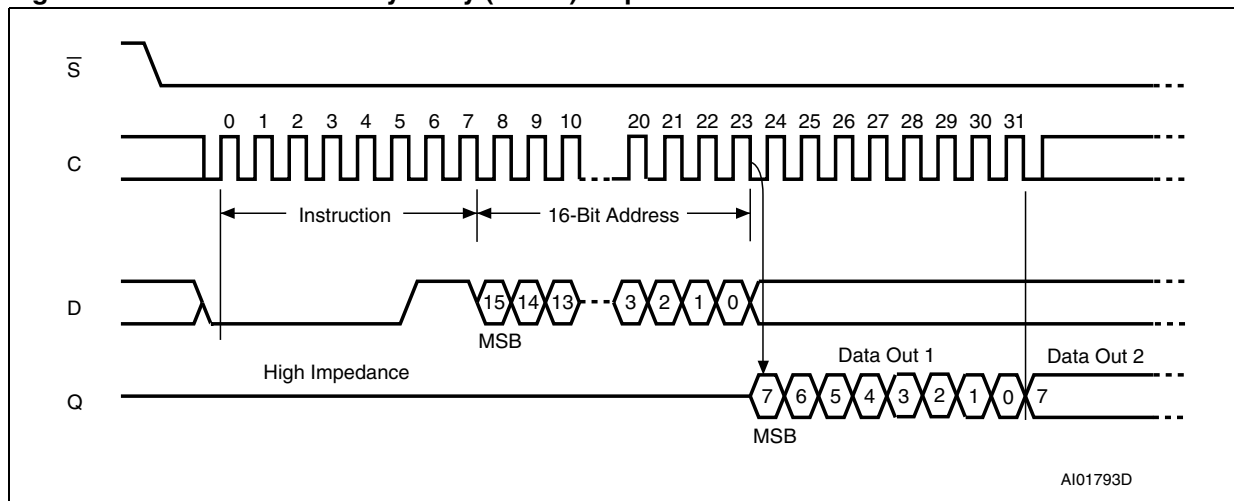 S
0 1 2 3 4 5 6 7 8 9 10 20 21 22 23 24 25 26 27 28 29 30 31
C
Instruction 16-Bit Address
D
15 14 13 3 2 1 0
MSB
Data Out 1 Data Out 2
High Impedance
Q
7 6 5 4 3 2 1 0 7
MSB
AI01793D